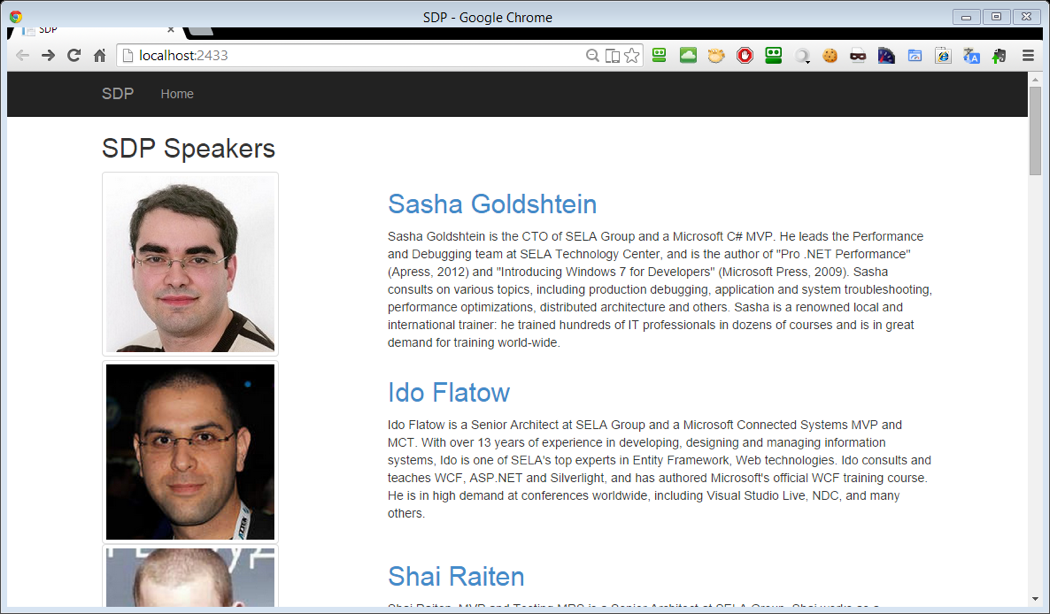 SDP - Google Chrome
SDP
localhost:2433
SDP Home
SDP Speakers
Sasha Goldshtein
Sasha Goldshtein is the CTO of SELA Group and a Microsoft C# MVP. He leads the Performance
and Debugging team at SELA Technology Center, and is the author of "Pro .NET Performance"
(Apress, 2012) and "Introducing Windows 7 for Developers" (Microsoft Press, 2009). Sasha
consults on various topics, including production debugging, application and system troubleshooting,
performance optimizations, distributed architecture and others. Sasha is a renowned local and
international trainer: he trained hundreds of IT professionals in dozens of courses and is in great
demand for training world-wide.
Ido Flatow
Ido Flatow is a Senior Architect at SELA Group and a Microsoft Connected Systems MVP and
MCT. With over 13 years of experience in developing, designing and managing information
systems, Ido is one of SELA's top experts in Entity Framework, Web technologies. Ido consults and
teaches WCF, ASP.NET and Silverlight, and has authored Microsoft's official WCF training course.
He is in high demand at conferences worldwide, including Visual Studio Live, NDC, and many
others.
Shai Raiten